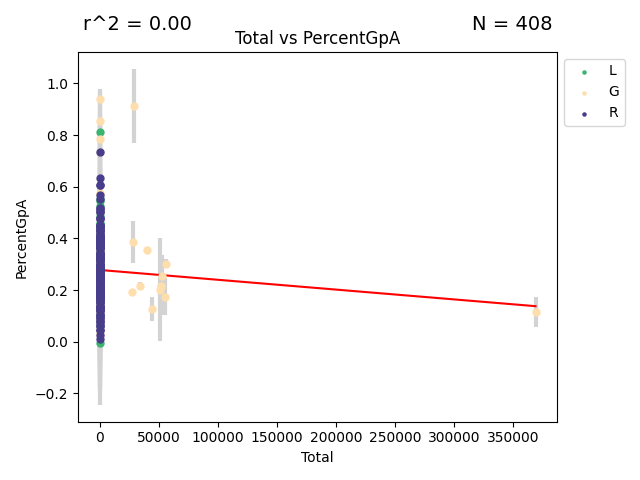 r^2 = 0.00
N = 408
Total vs PercentGpA
L
G
R
1.0
0.8
0.6
0.4
0.2
0.0
−0.2
PercentGpA
0 50000 100000 150000 200000 250000 300000 350000
Total